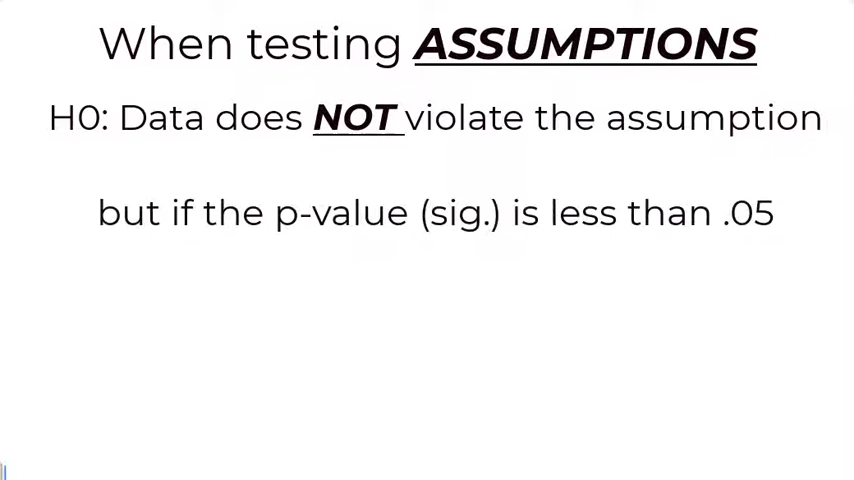 When testing ASSUMPTIONS
H0: Data does NOT violate the assumption
but if the p-value (sig.) is less than .05